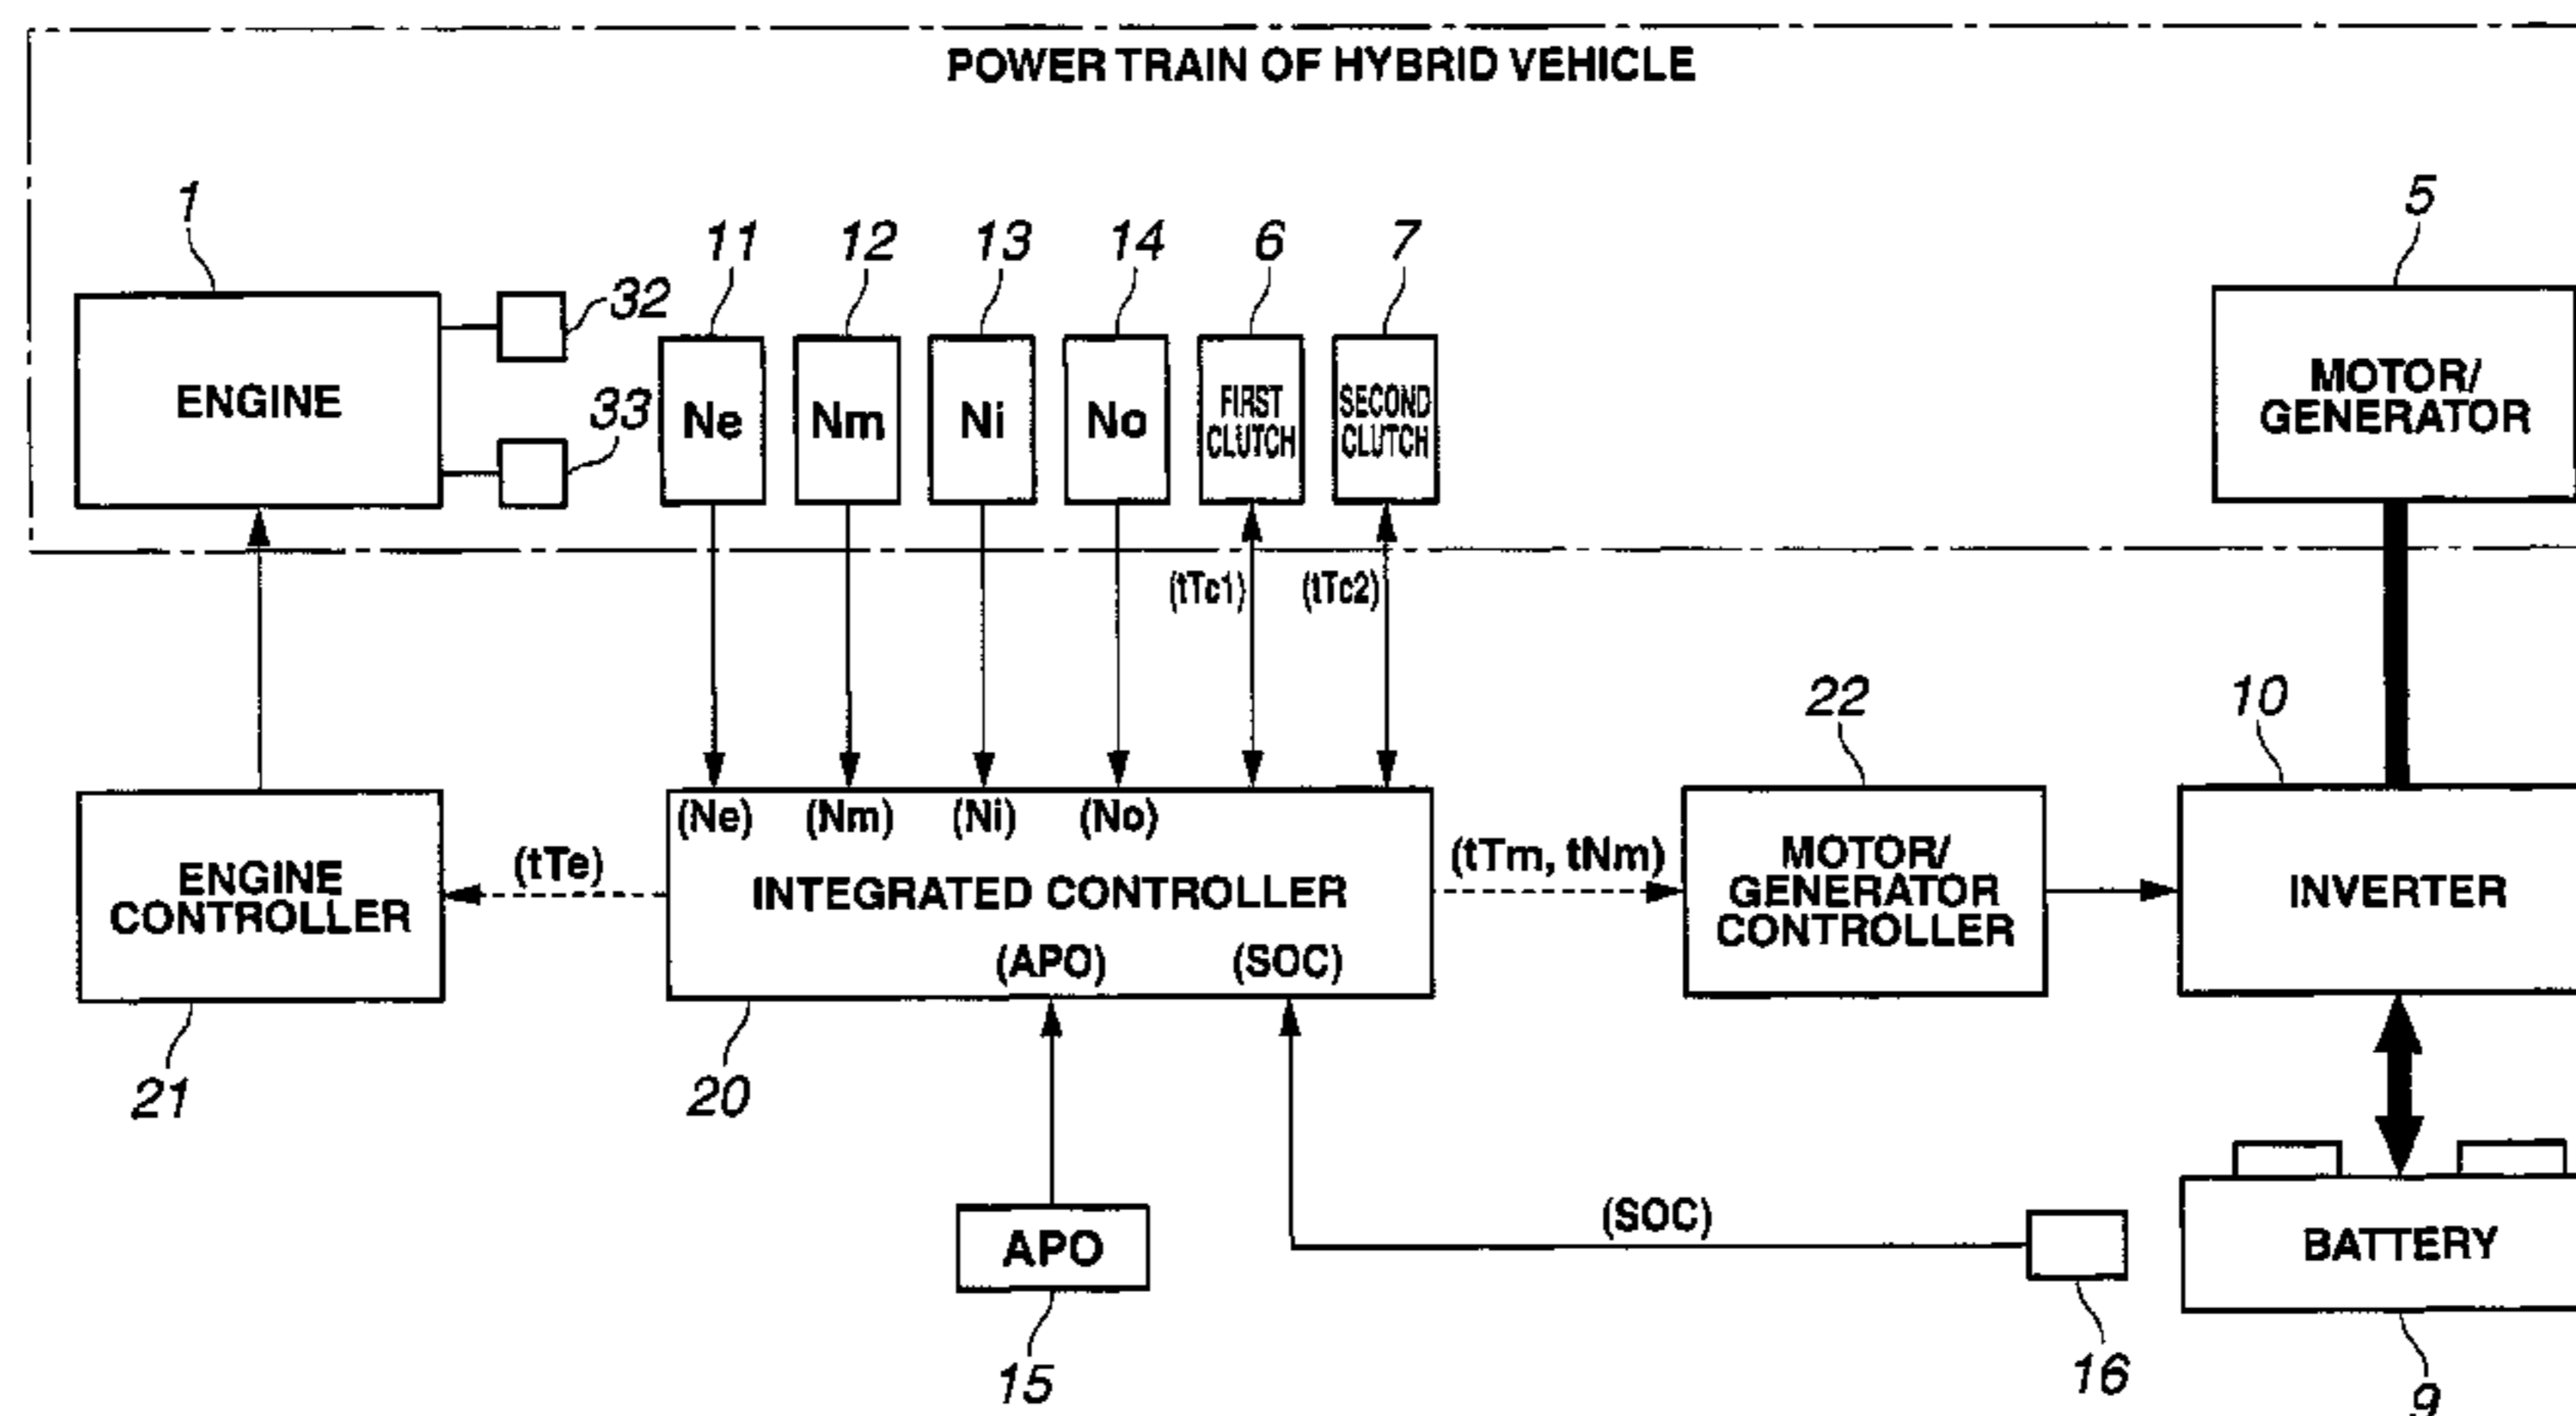 POWER TRAIN OF HYBRID VEHICLE
1
11
12
13
14
6
7
5
32
33
ENGINE
Ne
Nm
Ni
No
FIRST
CLUTCH
SECOND
CLUTCH
MOTOR/
GENERATOR
(tTc1)
(tTc2)
22
10
(Ne)
(Nm)
(Ni)
(No)
ENGINE
CONTROLLER
(tTe)
INTEGRATED CONTROLLER
(tTm, tNm)
MOTOR/
GENERATOR
CONTROLLER
INVERTER
(APO)
(SOC)
21
20
APO
(SOC)
BATTERY
15
16
9